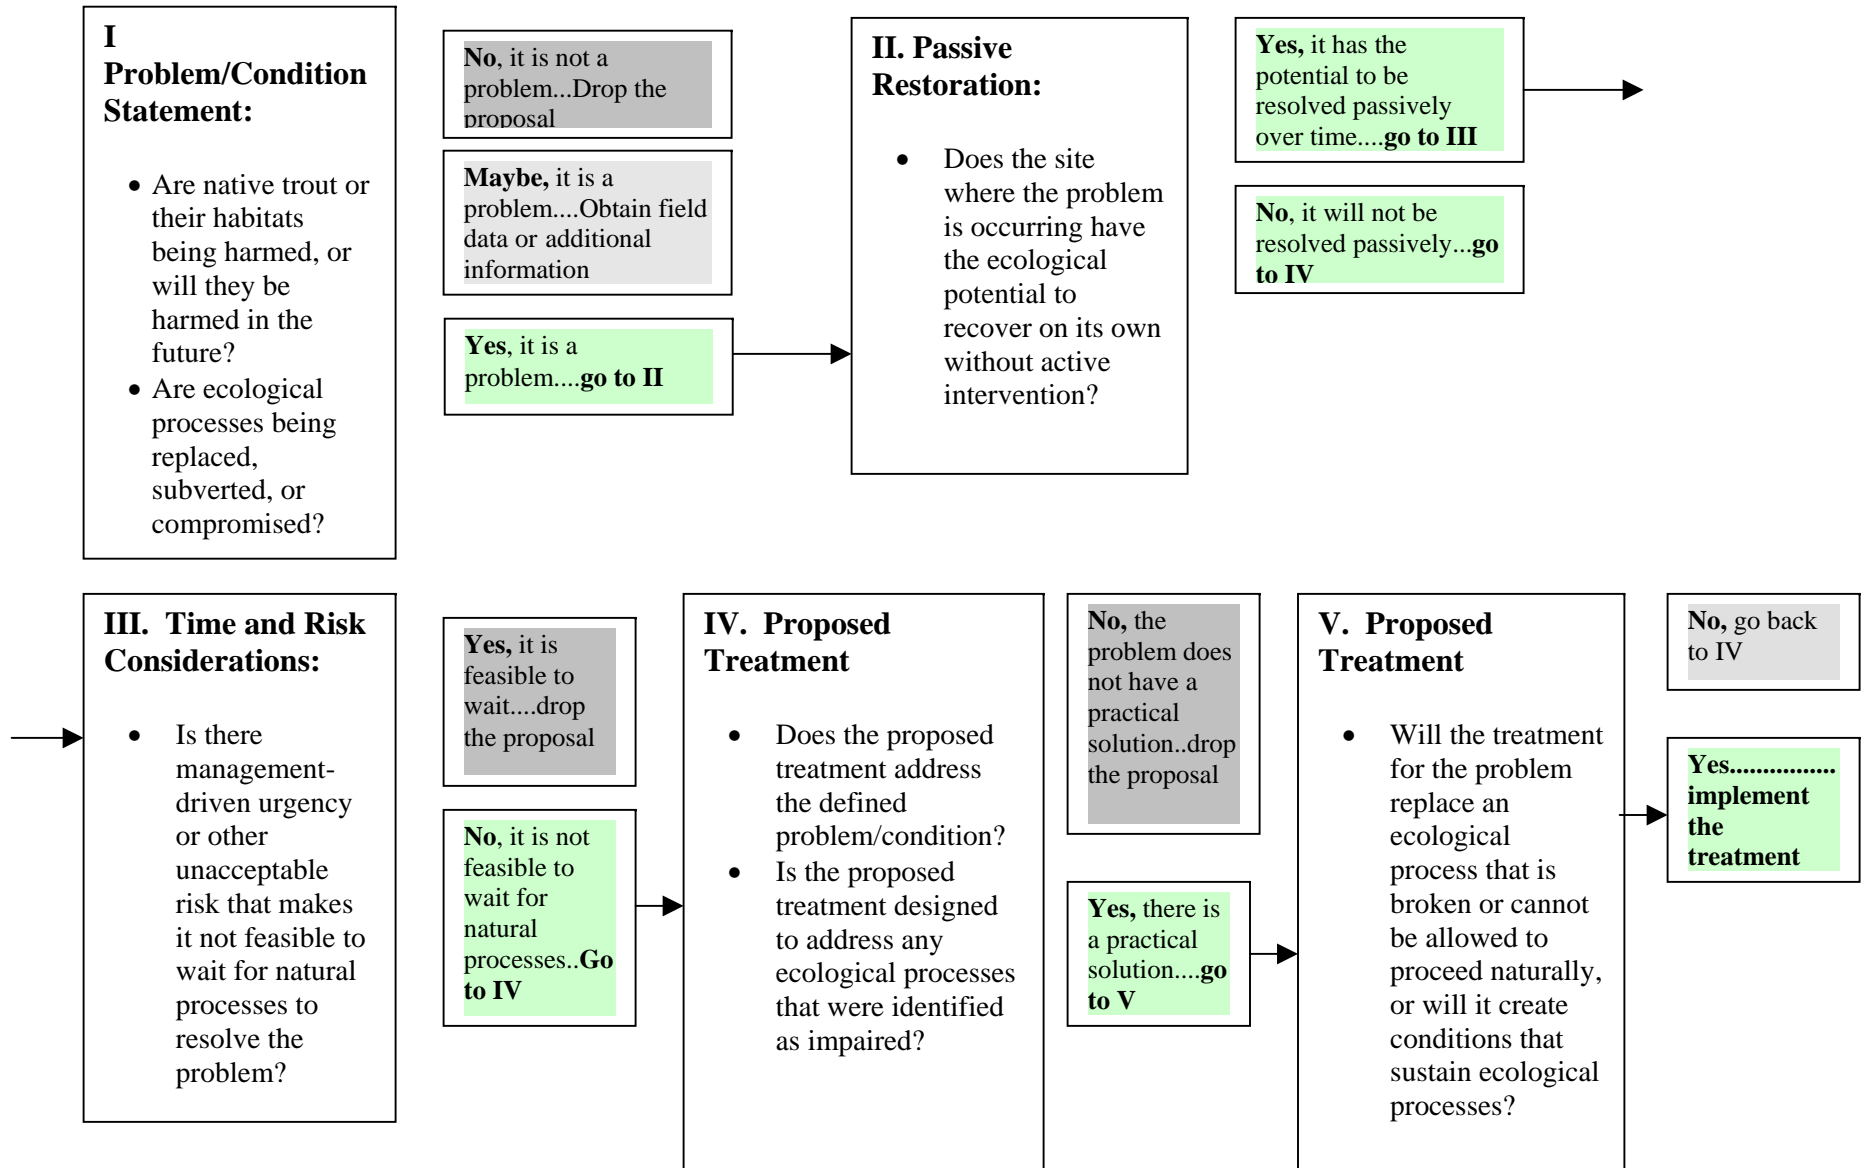 I
Problem/Condition
Statement:
• Are native trout or
their habitats
being harmed, or
will they be
harmed in the
future?
• Are ecological
processes being
replaced,
subverted, or
compromised?
No, it is not a
problem...Drop the
proposal
Maybe, it is a
problem....Obtain field
data or additional
information
Yes, it is a
problem....go to II
II. Passive
Restoration:
• Does the site
where the problem
is occurring have
the ecological
potential to
recover on its own
without active
intervention?
Yes, it has the
potential to be
resolved passively
over time....go to III
No, it will not be
resolved passively...go
to IV
III. Time and Risk
Considerations:
• Is there
management-
driven urgency
or other
unacceptable
risk that makes
it not feasible to
wait for natural
processes to
resolve the
problem?
Yes, it is
feasible to
wait....drop
the proposal
No, it is not
feasible to
wait for
natural
processes..Go
to IV
IV. Proposed
Treatment
• Does the proposed
treatment address
the defined
problem/condition?
• Is the proposed
treatment designed
to address any
ecological processes
that were identified
as impaired?
No, the
problem does
not have a
practical
solution..drop
the proposal
Yes, there is
a practical
solution....go
to V
V. Proposed
Treatment
• Will the treatment
for the problem
replace an
ecological
process that is
broken or cannot
be allowed to
proceed naturally,
or will it create
conditions that
sustain ecological
processes?
No, go back
to IV
Yes................
implement
the
treatment